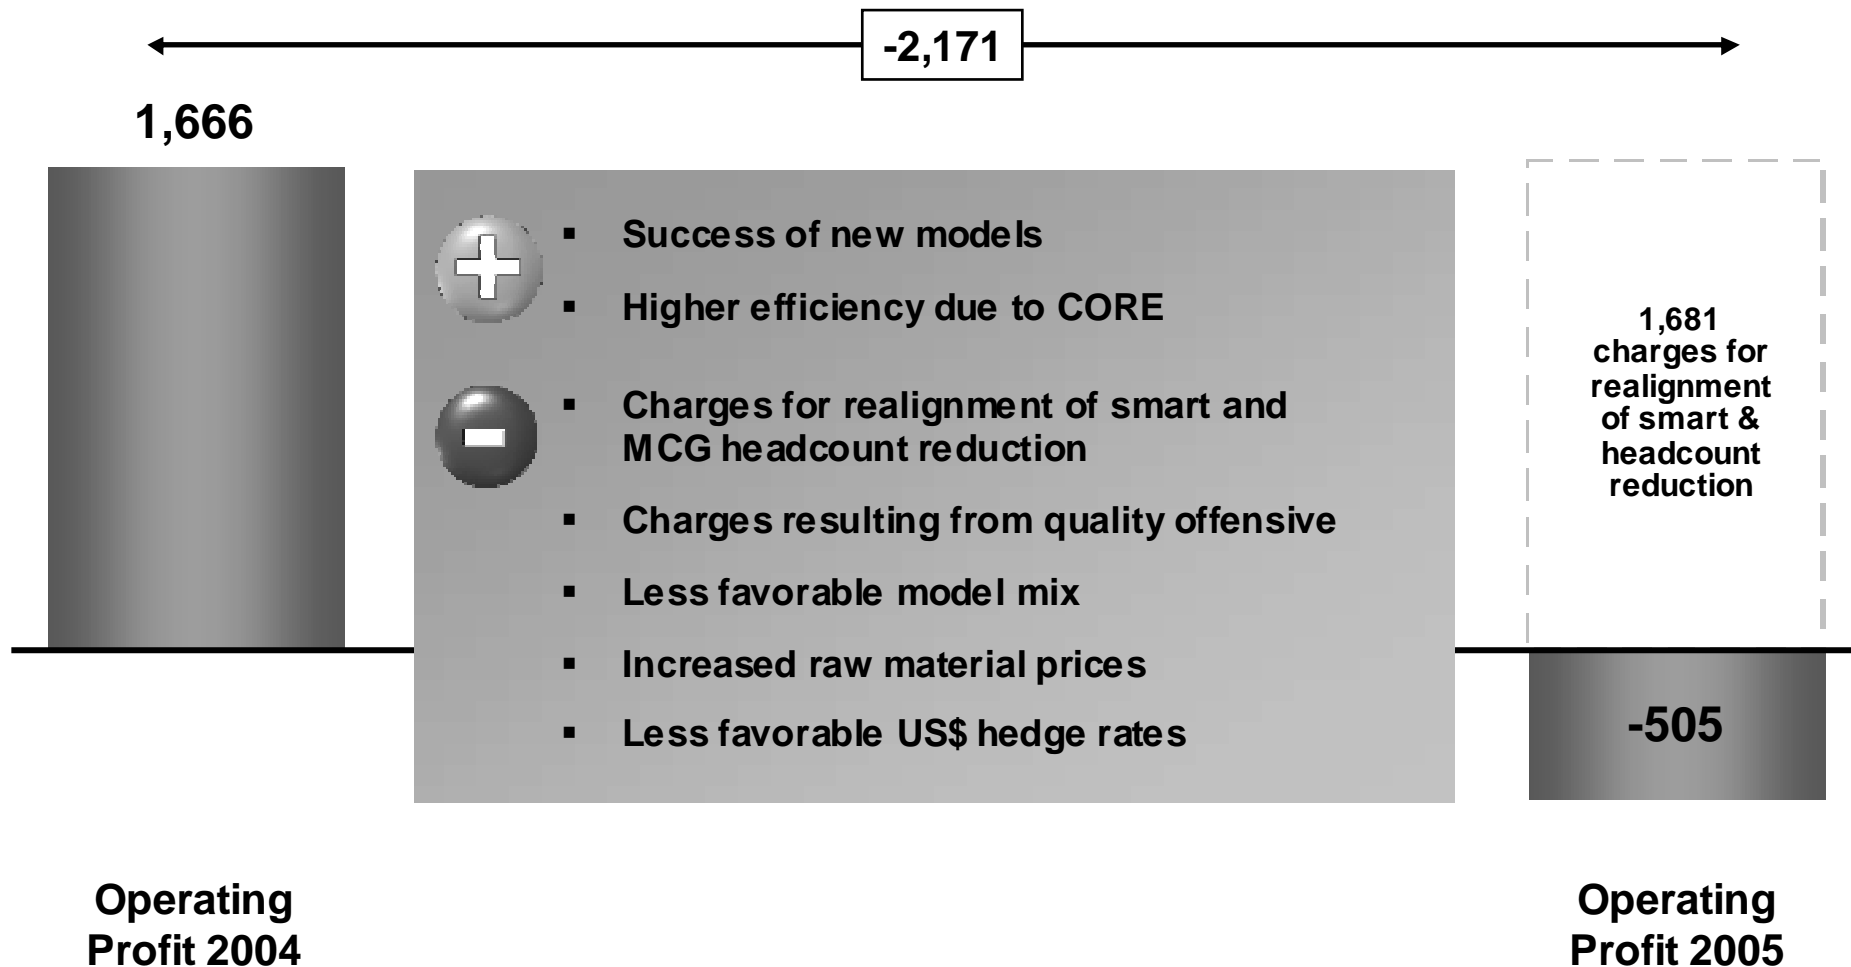 -2,171
1,666
▪ Success of new models
▪ Higher efficiency due to CORE
▪ Charges for realignment of smart and
MCG headcount reduction
▪ Charges resulting from quality offensive
▪ Less favorable model mix
▪ Increased raw material prices
▪ Less favorable US$ hedge rates
1,681
charges for
realignment
of smart &
headcount
reduction
-505
Operating
Profit 2004
Operating
Profit 2005